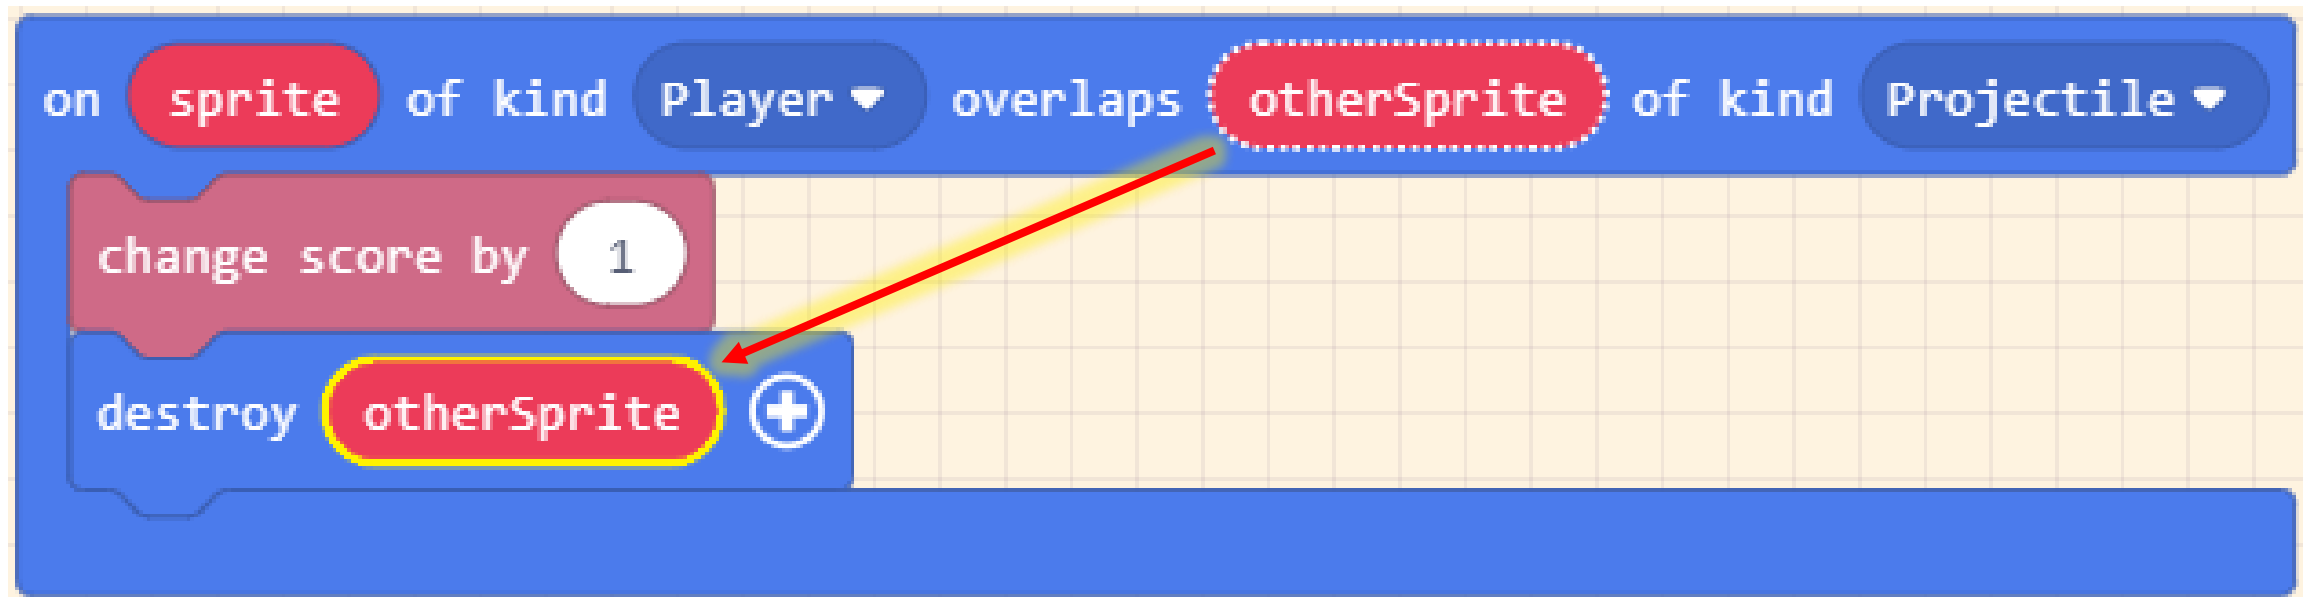 on sprite of kind Player overlaps otherSprite of kind Projectile
change score by 1
destroy otherSprite